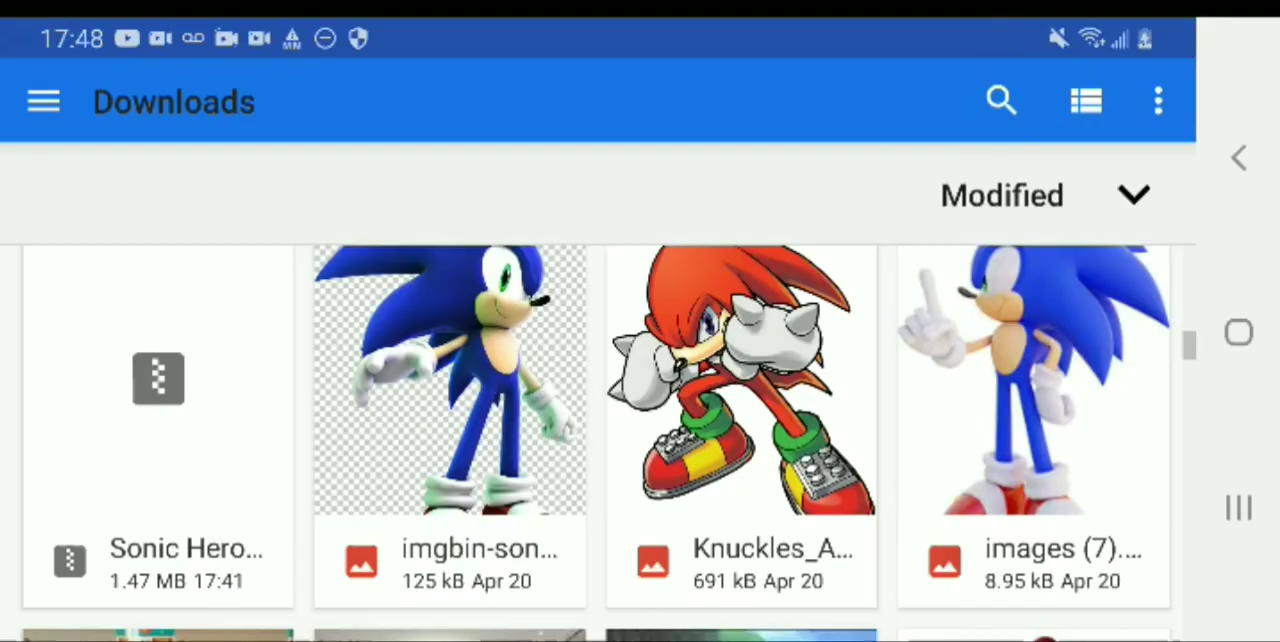 17:48
Downloads
Modified
Sonic Hero...
1.47 MB 17:41
imgbin-son...
125 kB Apr 20
Knuckles_A...
691 kB Apr 20
images (7)....
8.95 kB Apr 20